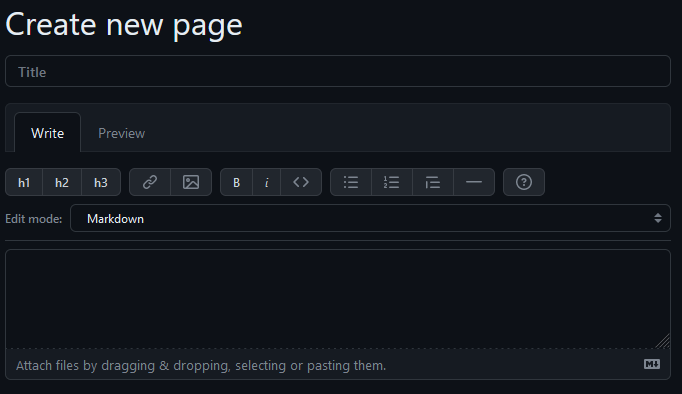 Create new page
Title
Write Preview
h1 h2 h3 B i
Edit mode: Markdown
Attach files by dragging & dropping, selecting or pasting them.